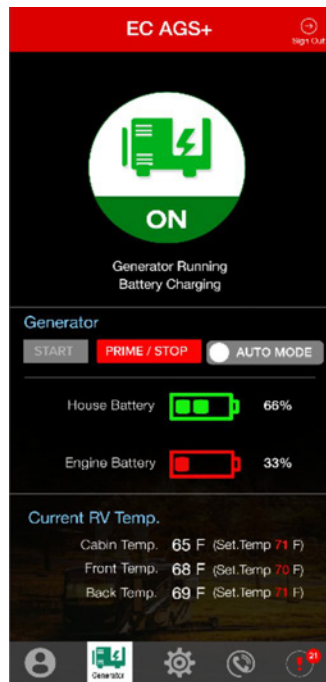 EC AGS+
Sign Out
ON
Generator Running
Battery Charging
Generator
START PRIME / STOP AUTO MODE
House Battery 66%
Engine Battery 33%
Current RV Temp.
Cabin Temp. 65 F (Set.Temp 71 F)
Front Temp. 68 F (Set.Temp 70 F)
Back Temp. 69 F (Set.Temp 71 F)
Generator
21